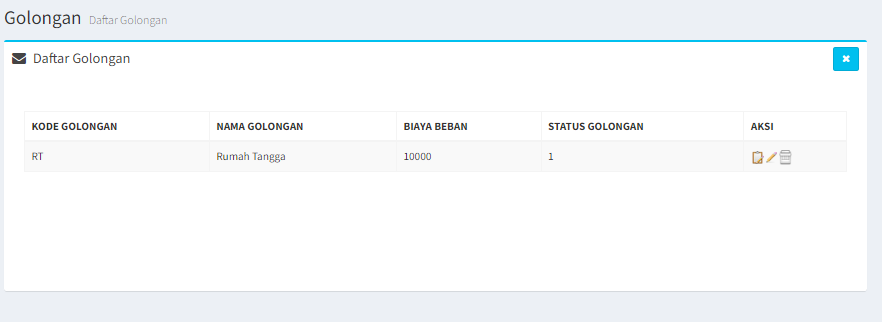 Golongan Daftar Golongan
Daftar Golongan
KODE GOLONGAN NAMA GOLONGAN BIAYA BEBAN STATUS GOLONGAN AKSI
RT Rumah Tangga 10000 1